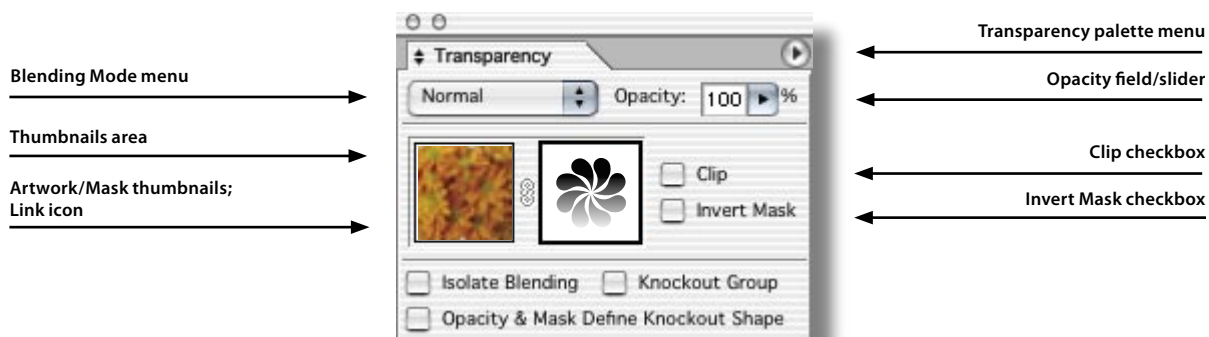 Transparency
Normal
Opacity: 100 %
Clip
Invert Mask
Isolate Blending
Knockout Group
Opacity & Mask Define Knockout Shape
Blending Mode menu
Thumbnails area
Artwork/Mask thumbnails;
Link icon
Transparency palette menu
Opacity field/slider
Clip checkbox
Invert Mask checkbox